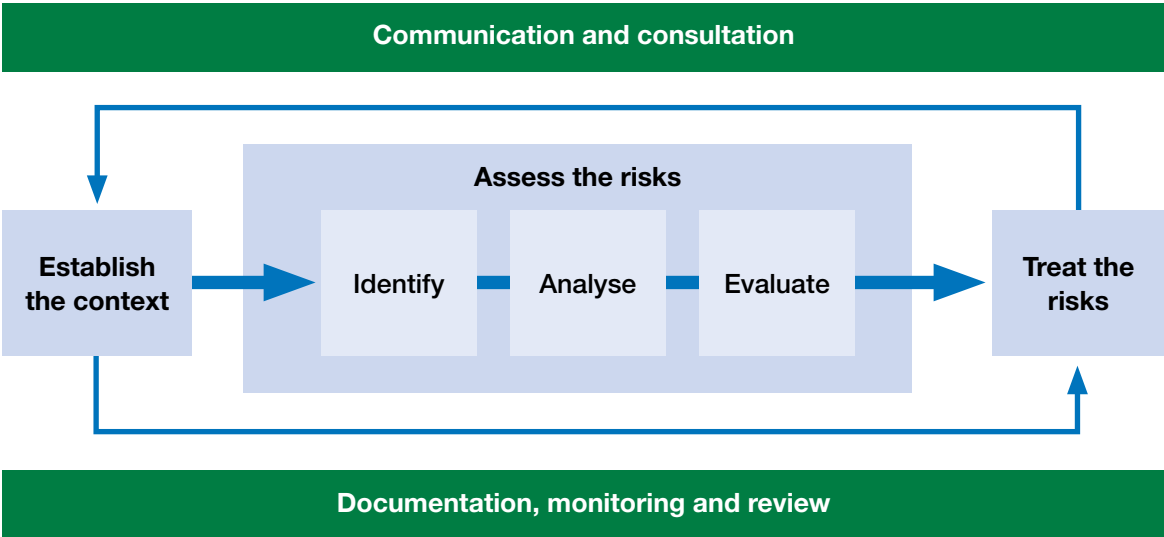 Communication and consultation
Assess the risks
Establish
the context
Identify
Analyse
Evaluate
Treat the
risks
Documentation, monitoring and review